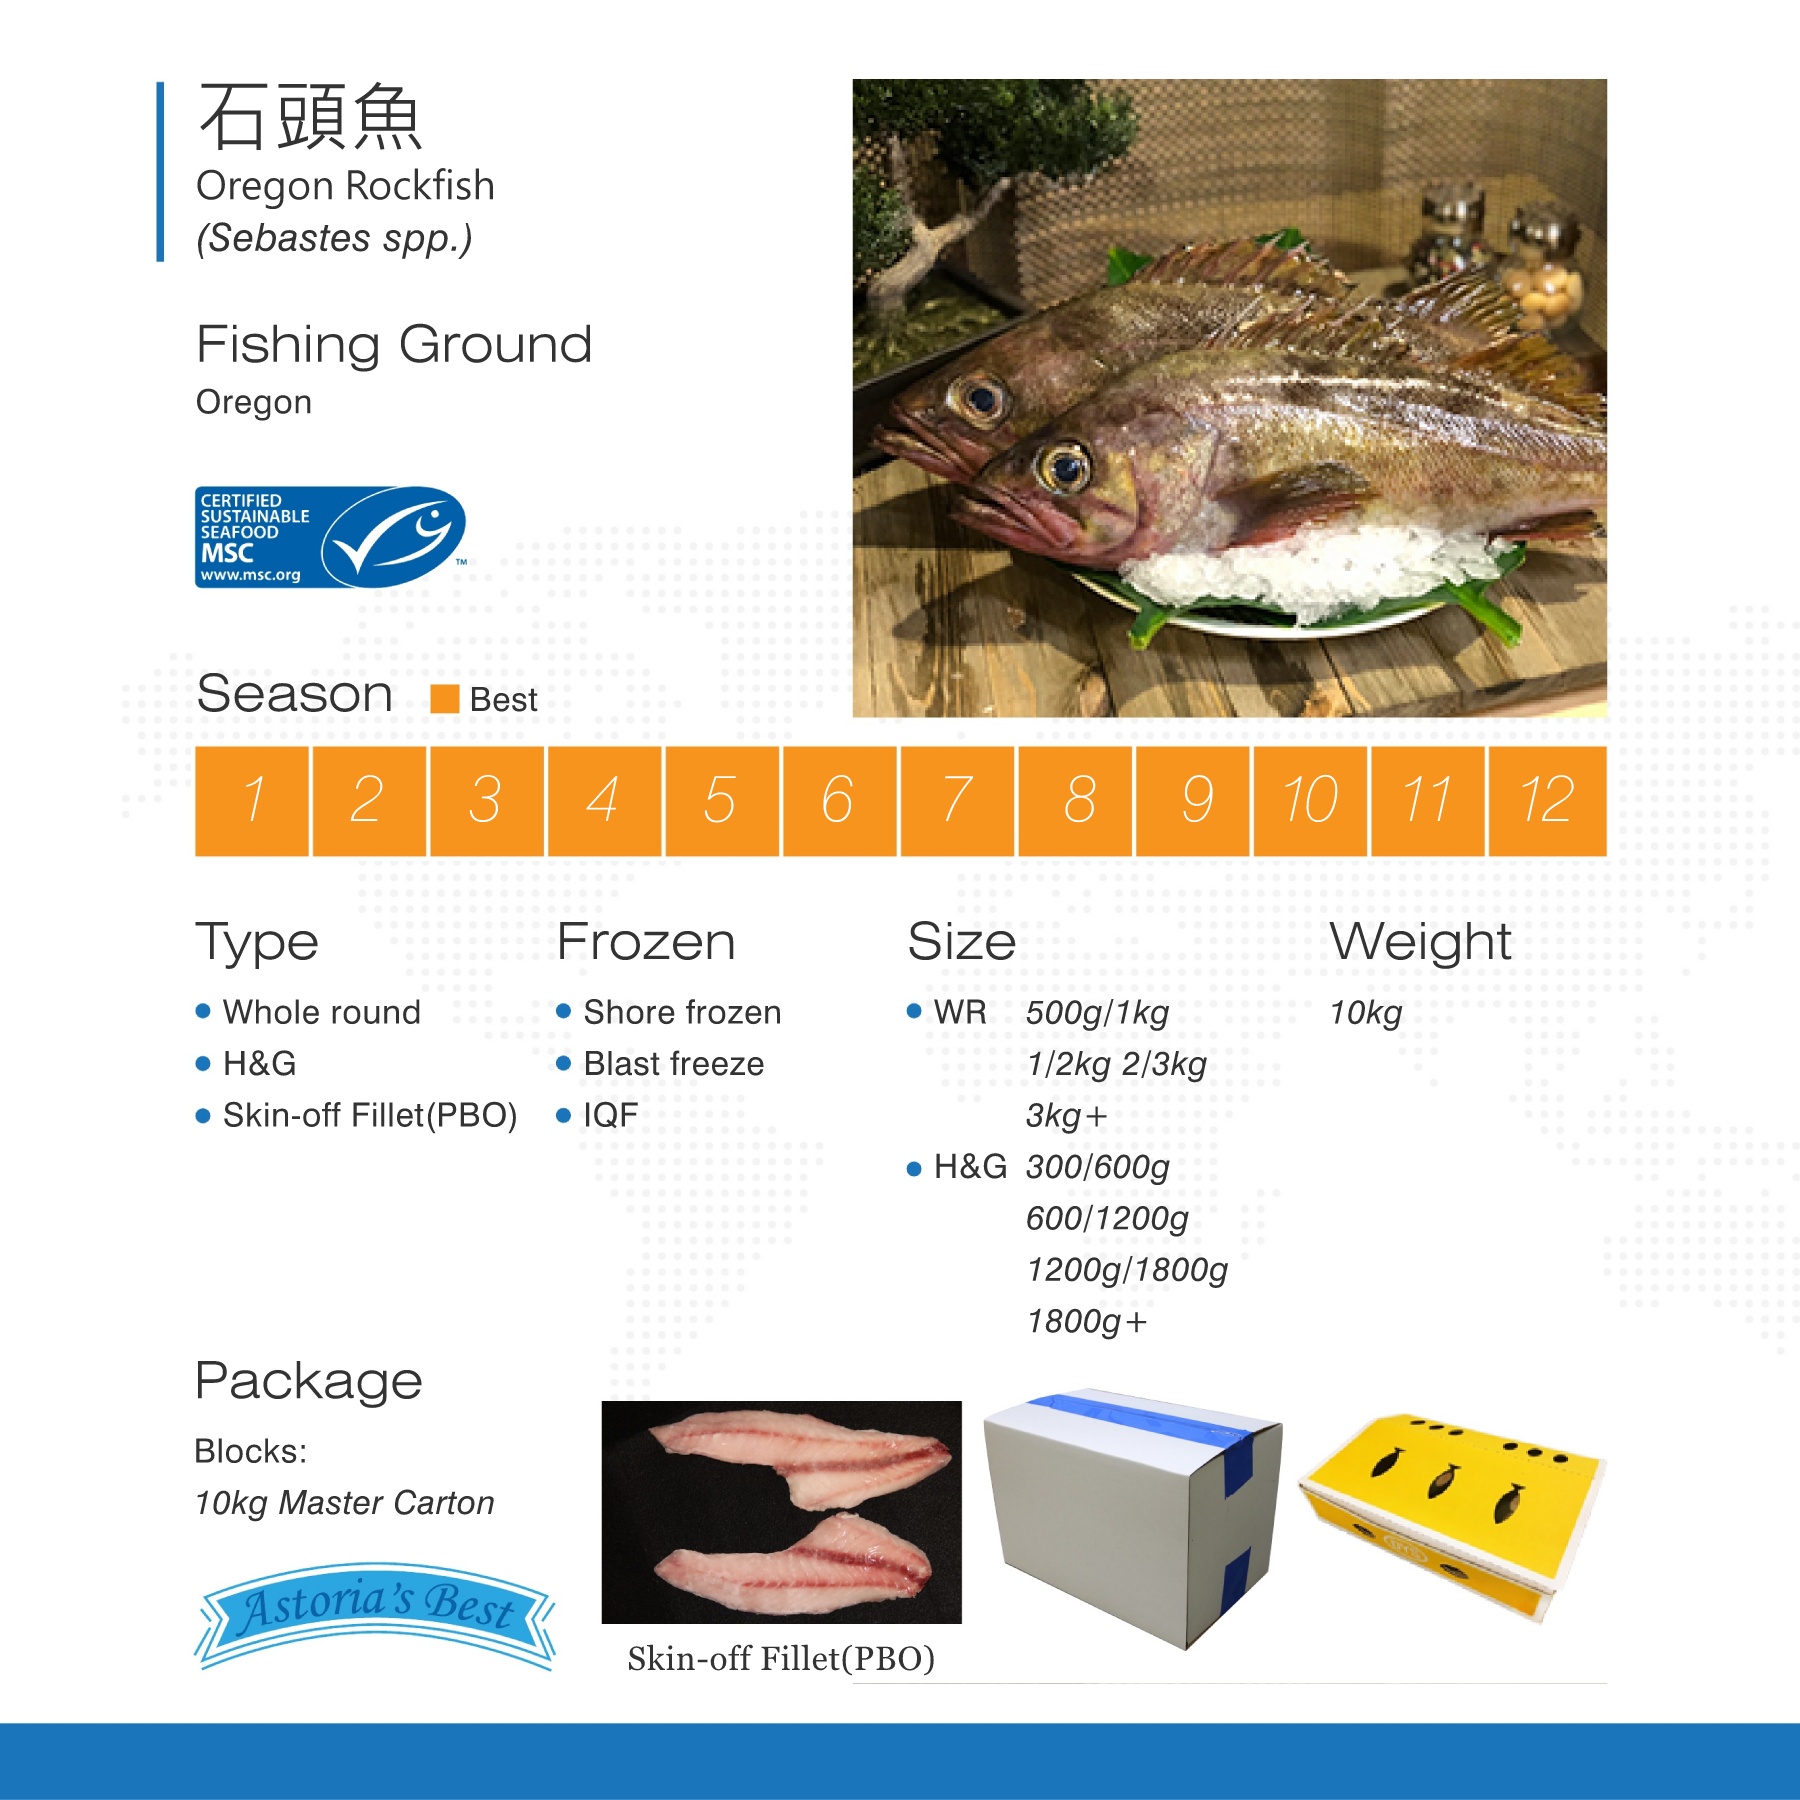 石頭魚
Oregon Rockfish
(Sebastes spp.)
Fishing Ground
Oregon
CERTIFIED
SUSTAINABLE
SEAFOOD
MSC
www.msc.org
TM
Season
Best
1 2 3 4 5 6 7 8 9 10 11 12
Type
Whole round
H&G
Skin-off Fillet(PBO)
Frozen
Shore frozen
Blast freeze
IQF
Size
WR 500g/1kg
1/2kg 2/3kg
3kg+
H&G 300/600g
600/1200g
1200g/1800g
1800g+
Weight
10kg
Package
Blocks:
10kg Master Carton
Astoria's Best
Skin-off Fillet(PBO)